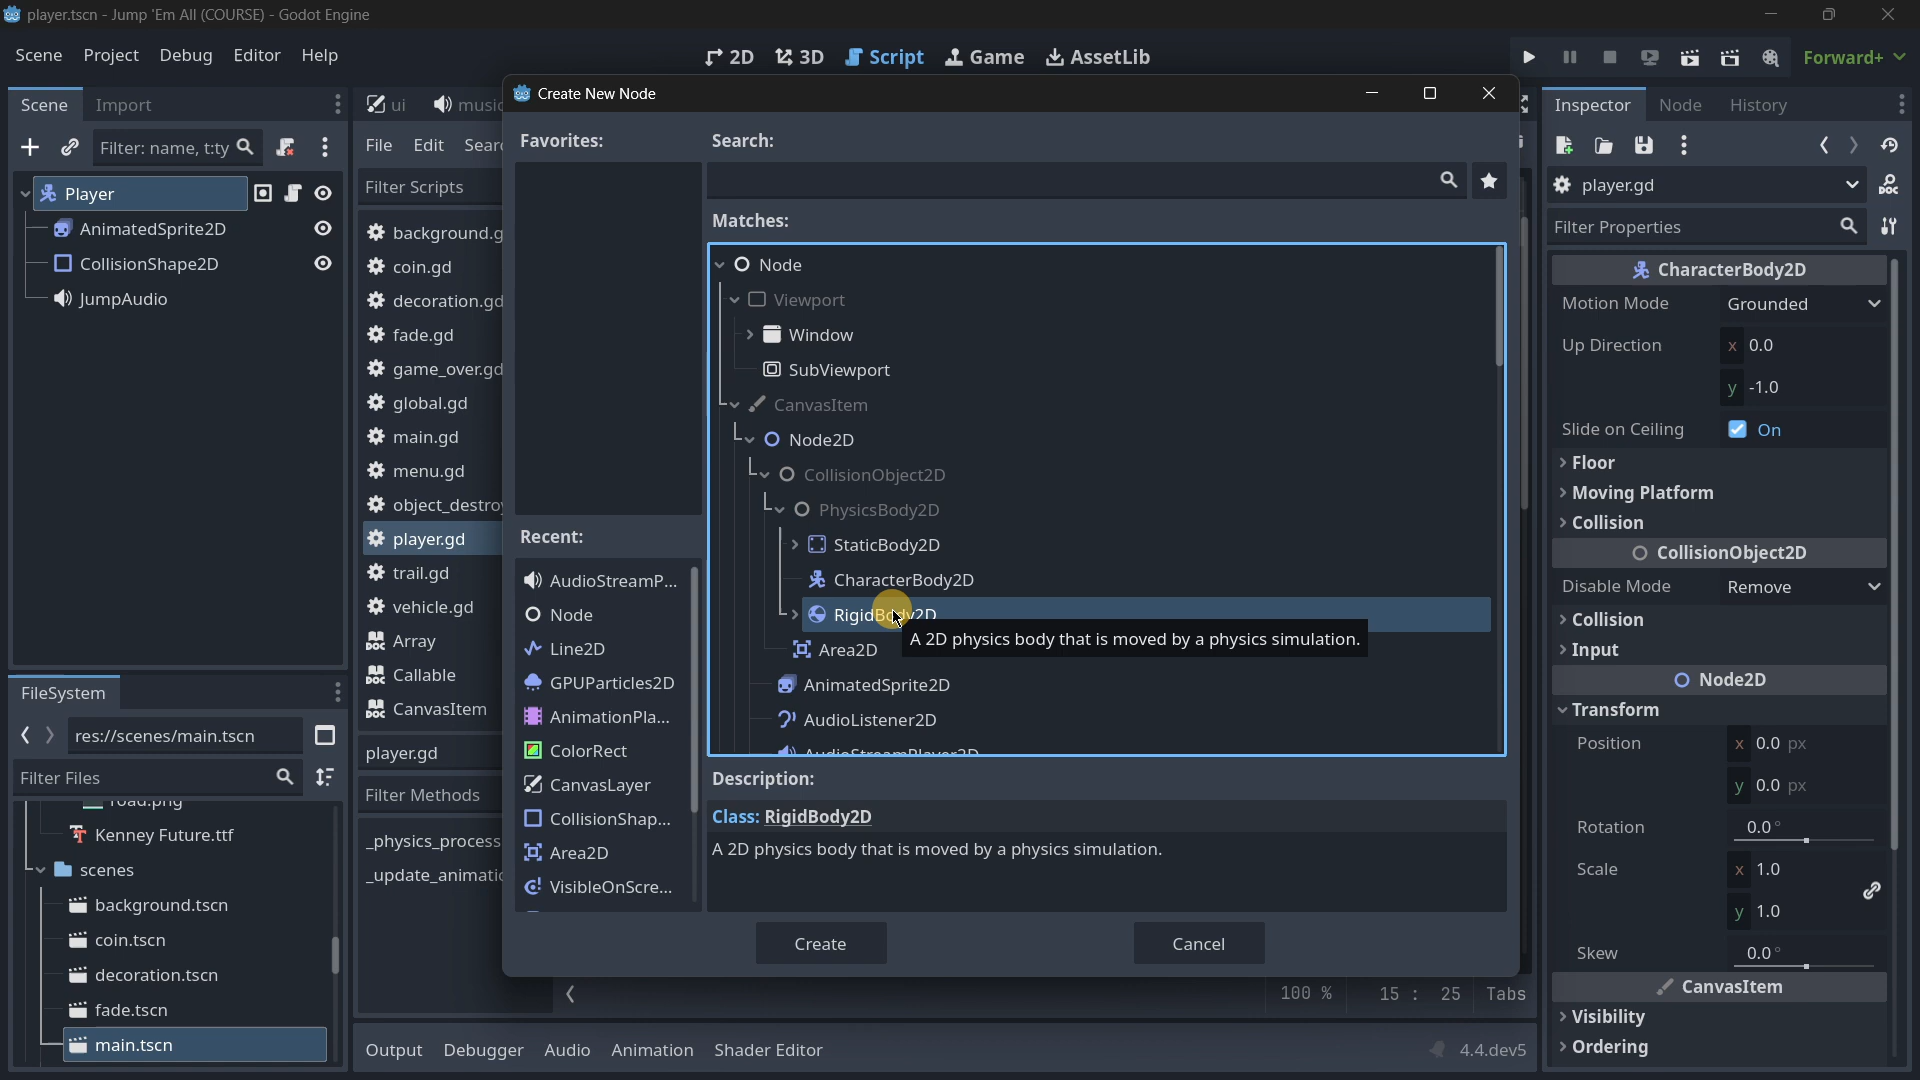 player.tscn - Jump 'Em All (COURSE) - Godot Engine
Scene Project Debug Editor Help
2D 3D Script Game AssetLib
Forward+
Scene Import
Filter: name, t:ty
Player
AnimatedSprite2D
CollisionShape2D
JumpAudio
FileSystem
res://scenes/main.tscn
Filter Files
road.png
Kenney Future.ttf
scenes
background.tscn
coin.tscn
decoration.tscn
fade.tscn
main.tscn
ui music
File Edit Searc
Filter Scripts
background.g
coin.gd
decoration.gd
fade.gd
game_over.gd
global.gd
main.gd
menu.gd
object_destroy
player.gd
trail.gd
vehicle.gd
Array
Callable
CanvasItem
player.gd
Filter Methods
_physics_process
_update_animatic
Create New Node
Favorites:
Recent:
AudioStreamP...
Node
Line2D
GPUParticles2D
AnimationPla...
ColorRect
CanvasLayer
CollisionShap...
Area2D
VisibleOnScre...
Search:
Matches:
Node
Viewport
Window
SubViewport
CanvasItem
Node2D
CollisionObject2D
PhysicsBody2D
StaticBody2D
CharacterBody2D
RigidBody2D
A 2D physics body that is moved by a physics simulation.
Area2D
AnimatedSprite2D
AudioListener2D
AudioStreamPlayer2D
Description:
Class: RigidBody2D
A 2D physics body that is moved by a physics simulation.
Create Cancel
100 % 15 : 25 Tabs
Output Debugger Audio Animation Shader Editor
4.4.dev5
Inspector Node History
player.gd
Filter Properties
CharacterBody2D
Motion Mode Grounded
Up Direction x 0.0
y -1.0
Slide on Ceiling On
Floor
Moving Platform
Collision
CollisionObject2D
Disable Mode Remove
Collision
Input
Node2D
Transform
Position x 0.0 px
y 0.0 px
Rotation 0.0 °
Scale x 1.0
y 1.0
Skew 0.0 °
CanvasItem
Visibility
Ordering